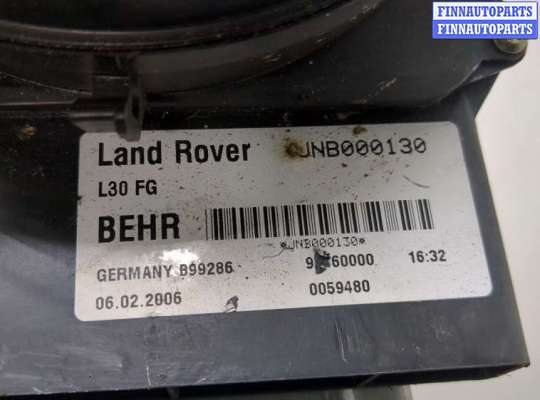 FINNAUTOPARTS
FINNAUTOPARTS
Land Rover JNB000130
L30 FG
BEHR
*JNB000130*
GERMANY B99286 16:32
06.02.2006 0059480